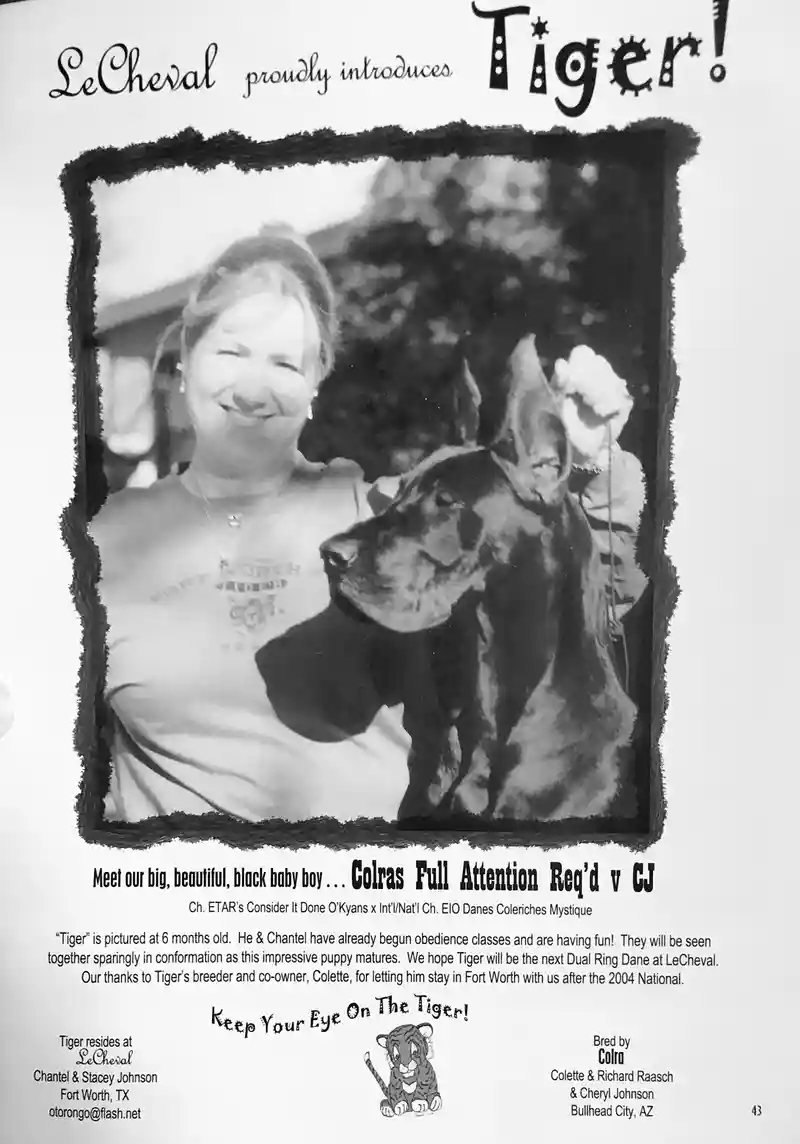 LeCheval proudly introduces Tiger!
Meet our big, beautiful, black baby boy . . . Colras Full Attention Req'd v CJ
Ch. ETAR's Consider It Done O'Kyans x Int'l/Nat'l Ch. EIO Danes Coleriches Mystique
"Tiger" is pictured at 6 months old. He & Chantel have already begun obedience classes and are having fun! They will be seen
together sparingly in conformation as this impressive puppy matures. We hope Tiger will be the next Dual Ring Dane at LeCheval.
Our thanks to Tiger's breeder and co-owner, Colette, for letting him stay in Fort Worth with us after the 2004 National.
Keep Your Eye On The Tiger!
Tiger resides at
LeCheval
Chantel & Stacey Johnson
Fort Worth, TX
otorongo@flash.net
Bred by
Colra
Colette & Richard Raasch
& Cheryl Johnson
Bullhead City, AZ
43